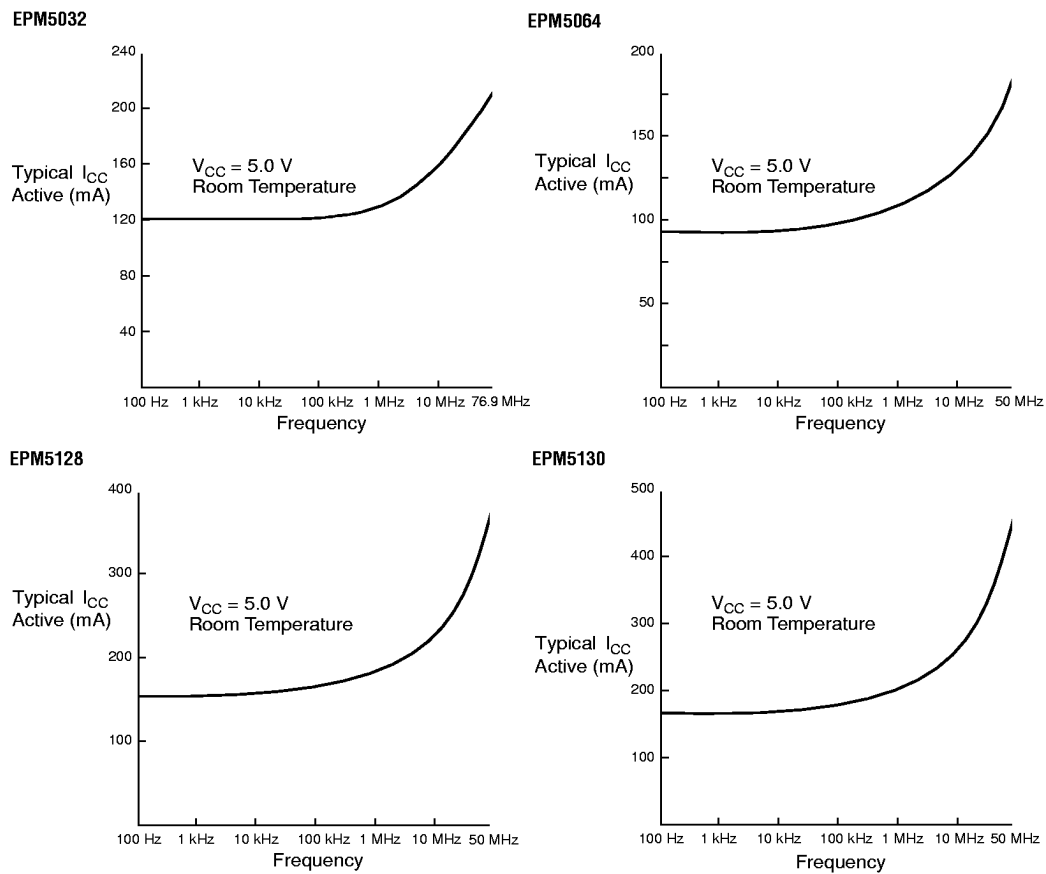 EPM5032
240
200
160
120
80
40
Typical ICC
Active (mA)
VCC = 5.0 V
Room Temperature
100 Hz 1 kHz 10 kHz 100 kHz 1 MHz 10 MHz 76.9 MHz
Frequency
EPM5064
200
150
100
50
Typical ICC
Active (mA)
VCC = 5.0 V
Room Temperature
100 Hz 1 kHz 10 kHz 100 kHz 1 MHz 10 MHz 50 MHz
Frequency
EPM5128
400
300
200
100
Typical ICC
Active (mA)
VCC = 5.0 V
Room Temperature
100 Hz 1 kHz 10 kHz 100 kHz 1 MHz 10 MHz 50 MHz
Frequency
EPM5130
500
400
300
200
100
Typical ICC
Active (mA)
VCC = 5.0 V
Room Temperature
100 Hz 1 kHz 10 kHz 100 kHz 1 MHz 10 MHz 50 MHz
Frequency